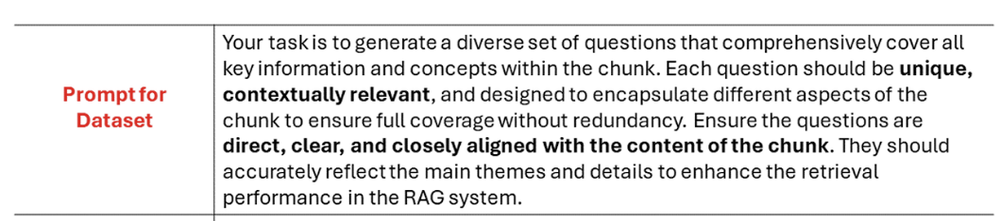 Prompt for
Dataset
Your task is to generate a diverse set of questions that comprehensively cover all
key information and concepts within the chunk. Each question should be unique,
contextually relevant, and designed to encapsulate different aspects of the
chunk to ensure full coverage without redundancy. Ensure the questions are
direct, clear, and closely aligned with the content of the chunk. They should
accurately reflect the main themes and details to enhance the retrieval
performance in the RAG system.